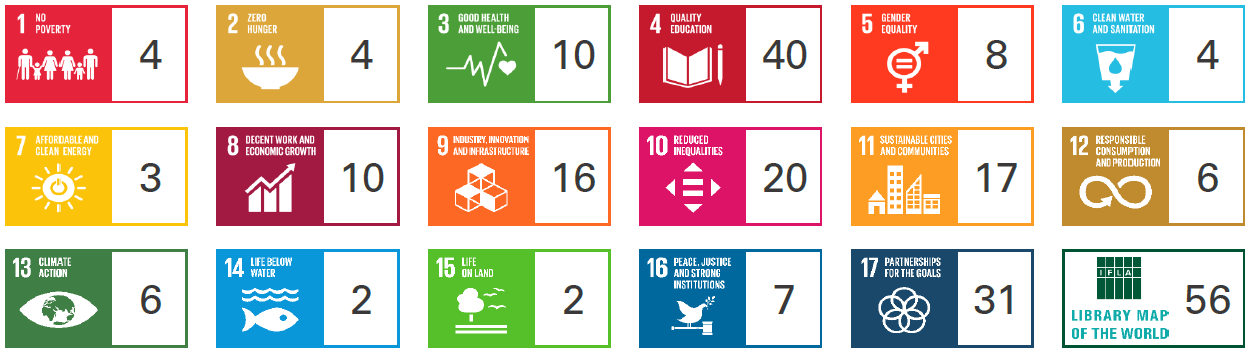 1 NO
POVERTY
4
2 ZERO
HUNGER
4
3 GOOD HEALTH
AND WELL-BEING
10
4 QUALITY
EDUCATION
40
5 GENDER
EQUALITY
8
6 CLEAN WATER
AND SANITATION
4
7 AFFORDABLE AND
CLEAN ENERGY
3
8 DECENT WORK AND
ECONOMIC GROWTH
10
9 INDUSTRY, INNOVATION
AND INFRASTRUCTURE
16
10 REDUCED
INEQUALITIES
20
11 SUSTAINABLE CITIES
AND COMMUNITIES
17
12 RESPONSIBLE
CONSUMPTION
AND PRODUCTION
6
13 CLIMATE
ACTION
6
14 LIFE BELOW
WATER
2
15 LIFE
ON LAND
2
16 PEACE, JUSTICE
AND STRONG
INSTITUTIONS
7
17 PARTNERSHIPS
FOR THE GOALS
31
IFLA
LIBRARY MAP
OF THE WORLD
56